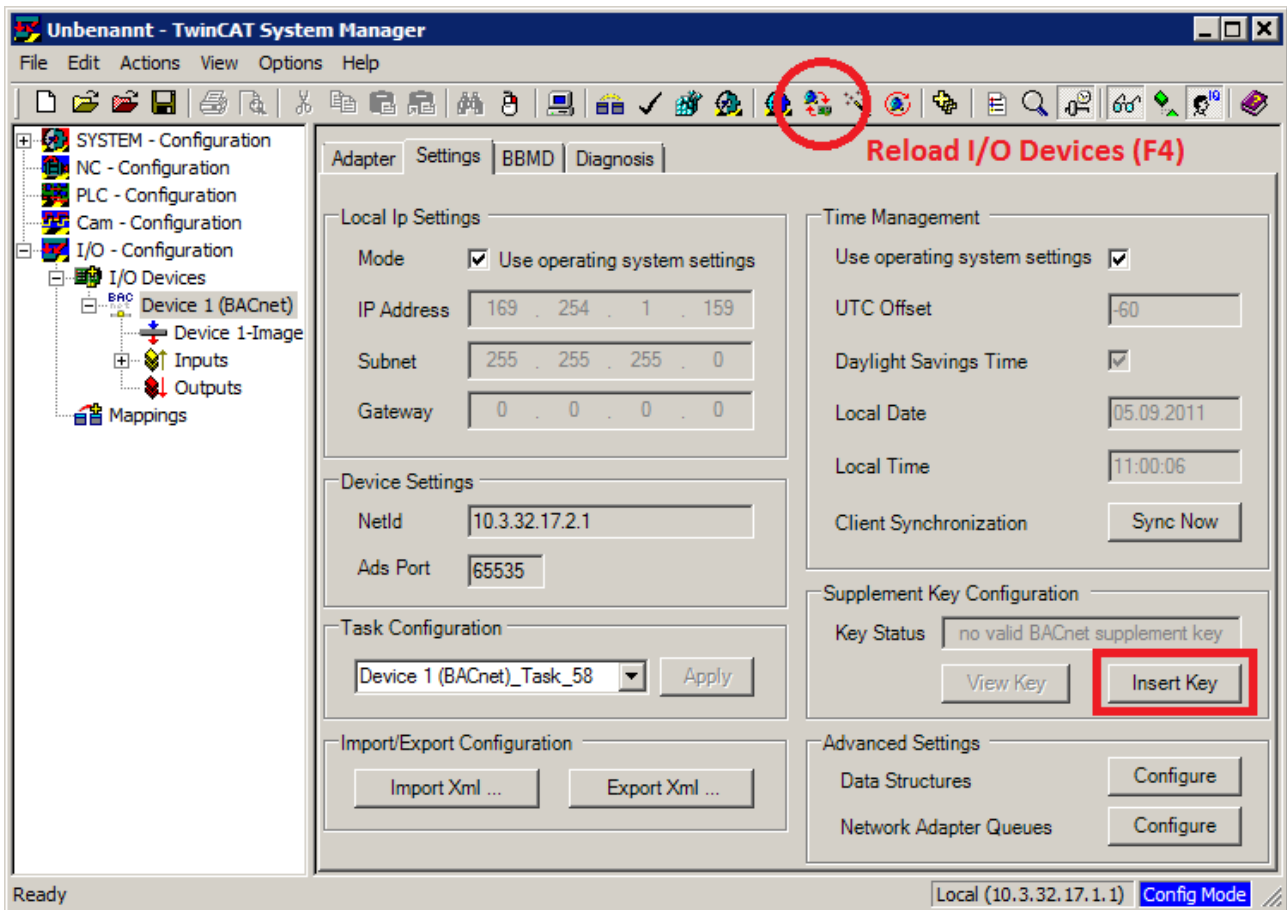 Unbenannt - TwinCAT System Manager
File Edit Actions View Options Help
Reload I/O Devices (F4)
SYSTEM - Configuration
NC - Configuration
PLC - Configuration
Cam - Configuration
I/O - Configuration
I/O Devices
BAC
net
Device 1 (BACnet)
Device 1-Image
Inputs
Outputs
Mappings
Adapter Settings BBMD Diagnosis
Local Ip Settings
Mode Use operating system settings
IP Address 169 . 254 . 1 . 159
Subnet 255 . 255 . 255 . 0
Gateway 0 . 0 . 0 . 0
Device Settings
NetId 10.3.32.17.2.1
Ads Port 65535
Task Configuration
Device 1 (BACnet)_Task_58 Apply
Import/Export Configuration
Import Xml ... Export Xml ...
Time Management
Use operating system settings
UTC Offset -60
Daylight Savings Time
Local Date 05.09.2011
Local Time 11:00:06
Client Synchronization Sync Now
Supplement Key Configuration
Key Status no valid BACnet supplement key
View Key Insert Key
Advanced Settings
Data Structures Configure
Network Adapter Queues Configure
Ready Local (10.3.32.17.1.1) Config Mode